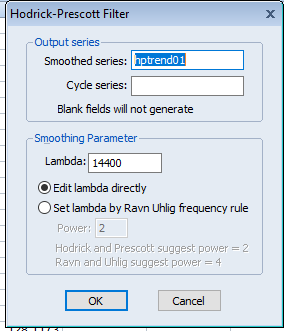 Hodrick-Prescott Filter
Output series
Smoothed series: hptrend01
Cycle series:
Blank fields will not generate
Smoothing Parameter
Lambda: 14400
Edit lambda directly
Set lambda by Ravn Uhlig frequency rule
Power: 2
Hodrick and Prescott suggest power = 2
Ravn and Uhlig suggest power = 4
OK Cancel